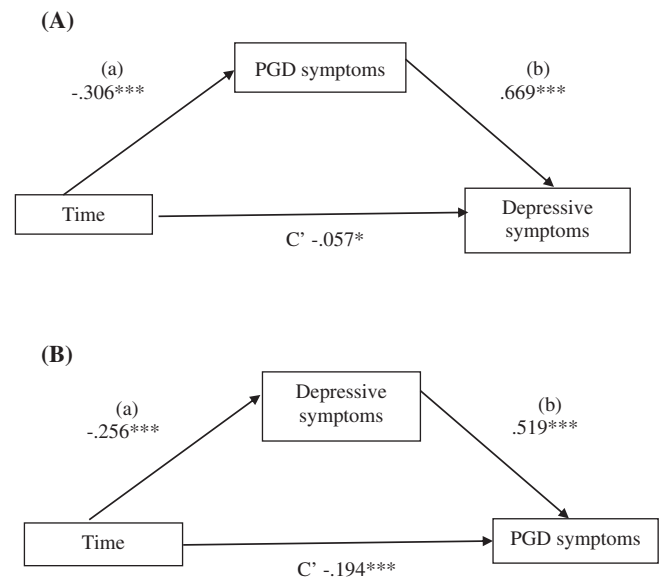 (A)
(a)
-.306***
PGD symptoms
(b)
.669***
Time
Depressive
symptoms
C’ -.057*
(B)
(a)
-.256***
Depressive
symptoms
(b)
.519***
Time
PGD symptoms
C’ -.194***